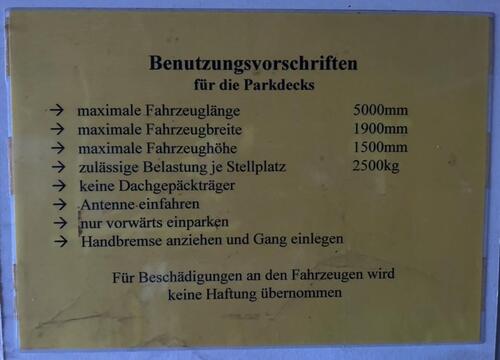 Benutzungsvorschriften
für die Parkdecks
→ maximale Fahrzeuglänge 5000mm
→ maximale Fahrzeugbreite 1900mm
→ maximale Fahrzeughöhe 1500mm
→ zulässige Belastung je Stellplatz 2500kg
→ keine Dachgepäckträger
→ Antenne einfahren
→ nur vorwärts einparken
→ Handbremse anziehen und Gang einlegen
Für Beschädigungen an den Fahrzeugen wird
keine Haftung übernommen